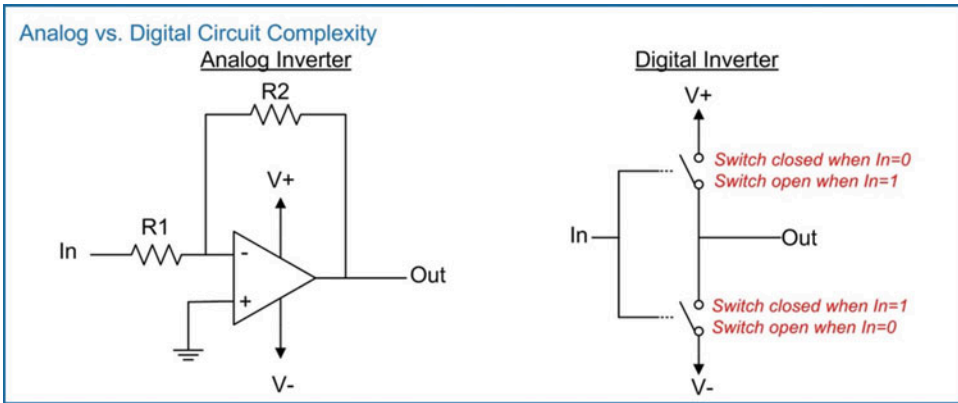 Analog vs. Digital Circuit Complexity
Analog Inverter
R2
V+
R1
In
-
+
Out
V-
Digital Inverter
V+
Switch closed when In=0
Switch open when In=1
In
Out
Switch closed when In=1
Switch open when In=0
V-